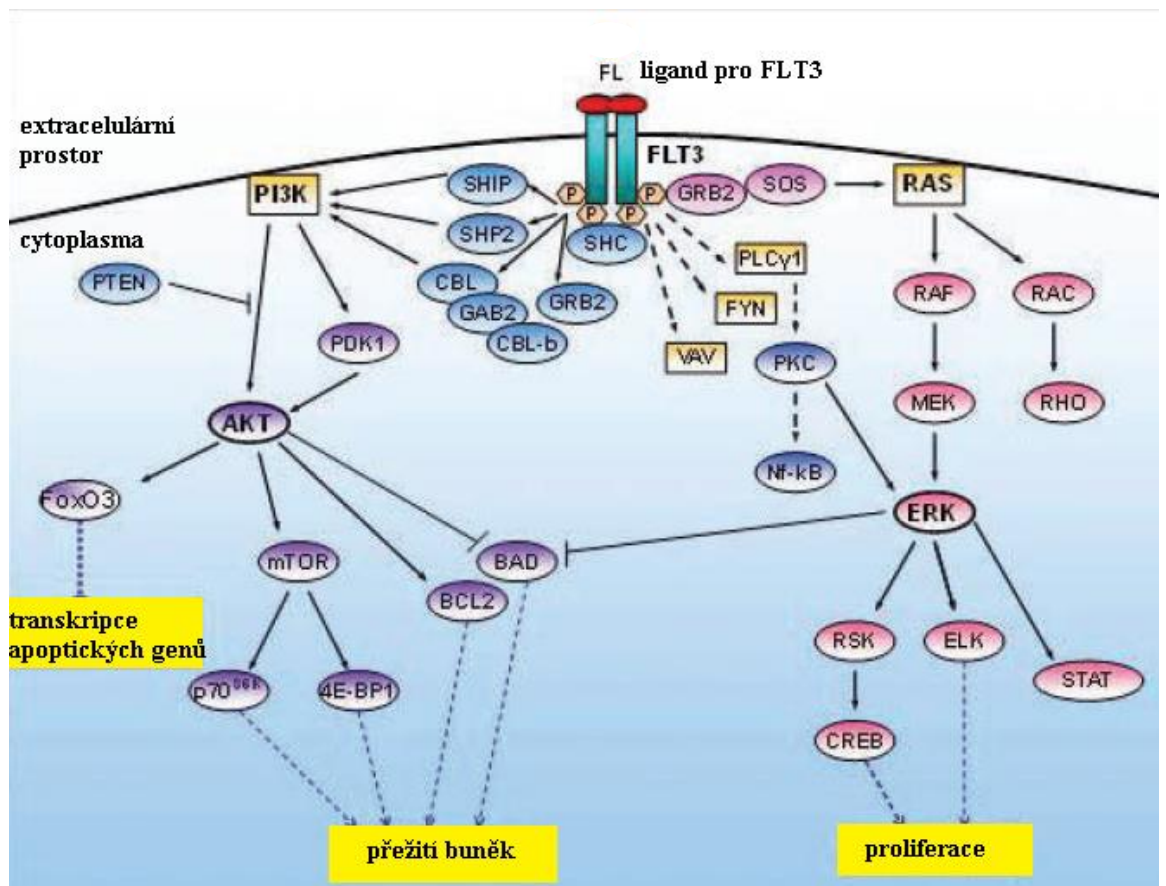 FL ligand pro FLT3
extracelulární
prostor
FLT3
PI3K
SHIP
P
P
P
P
GRB2
SOS
RAS
cytoplasma
SHP2
SHC
PTEN
CBL
GAB2
CBL-b
GRB2
PLCγ1
FYN
VAV
RAF
RAC
PDK1
PKC
MEK
RHO
AKT
Nf-kB
FoxO3
ERK
mTOR
BAD
BCL2
transkripce
apoptických genů
RSK
ELK
STAT
p70
4E-BP1
CREB
přežití buněk
proliferace